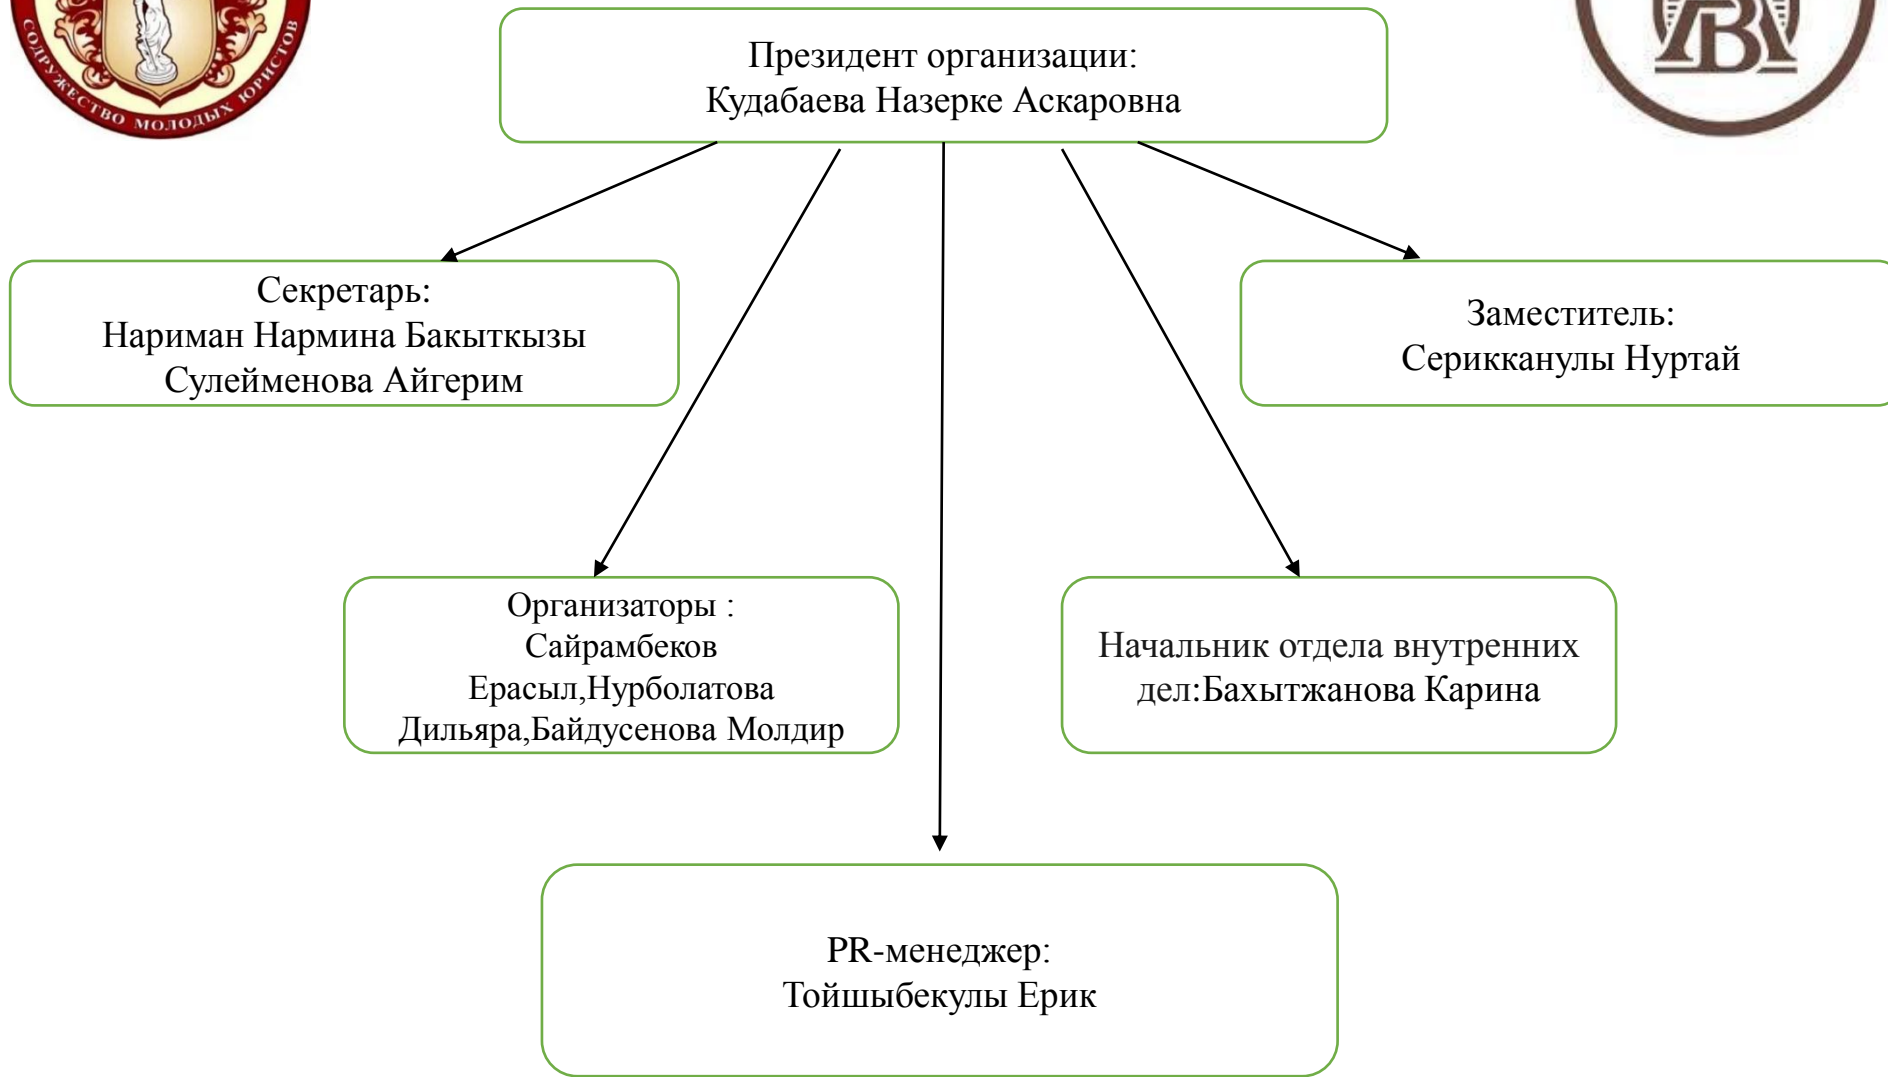 СОДРУЖЕСТВО МОЛОДЫХ ЮРИСТОВ
Президент организации:
Кудабаева Назерке Аскаровна
Секретарь:
Нариман Нармина Бакыткызы
Сулейменова Айгерим
Заместитель:
Серикканулы Нуртай
Организаторы :
Сайрамбеков
Ерасыл,Нурболатова
Дильяра,Байдусенова Молдир
Начальник отдела внутренних
дел:Бахытжанова Карина
PR-менеджер:
Тойшыбекулы Ерик